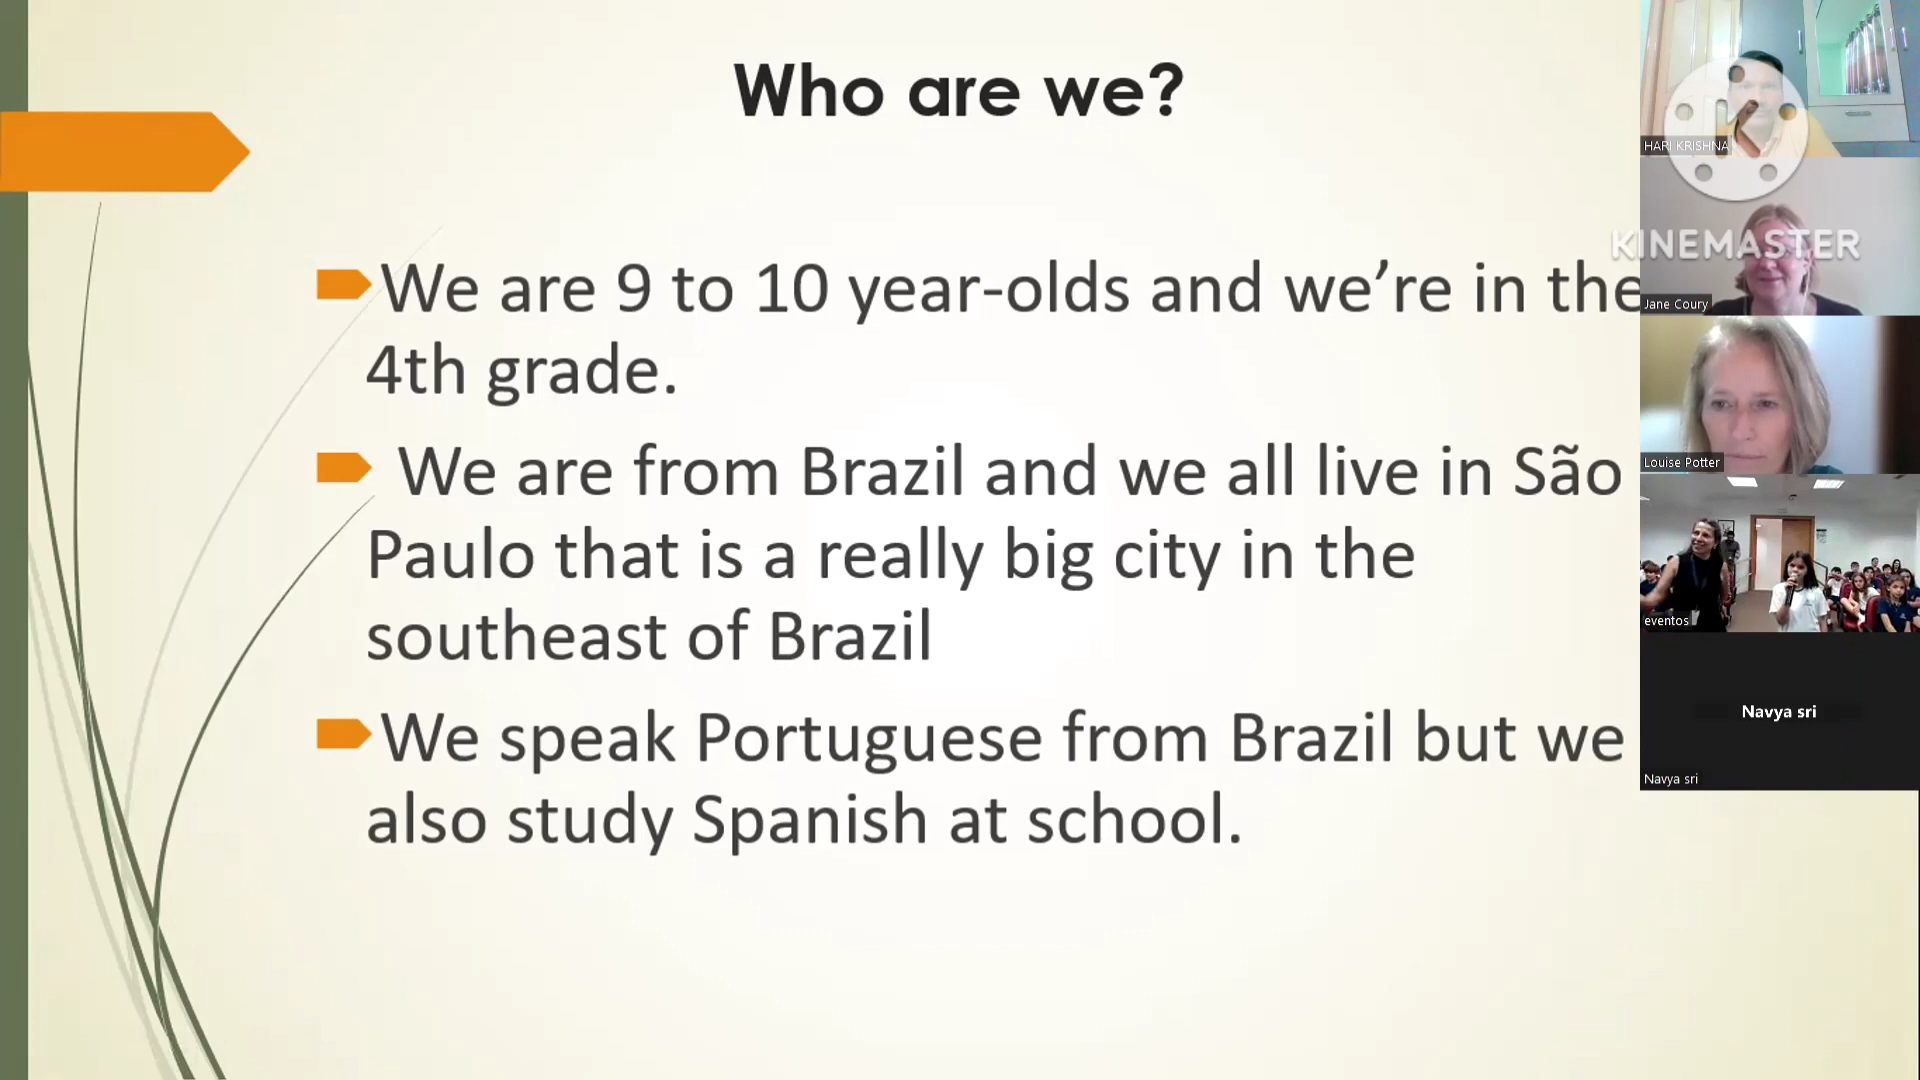 Who are we?
We are 9 to 10 year-olds and we’re in the
4th grade.
We are from Brazil and we all live in São
Paulo that is a really big city in the
southeast of Brazil
We speak Portuguese from Brazil but we
also study Spanish at school.
HARI KRISHNA
KINEMASTER
Jane Coury
Louise Potter
eventos
Navya sri
Navya sri